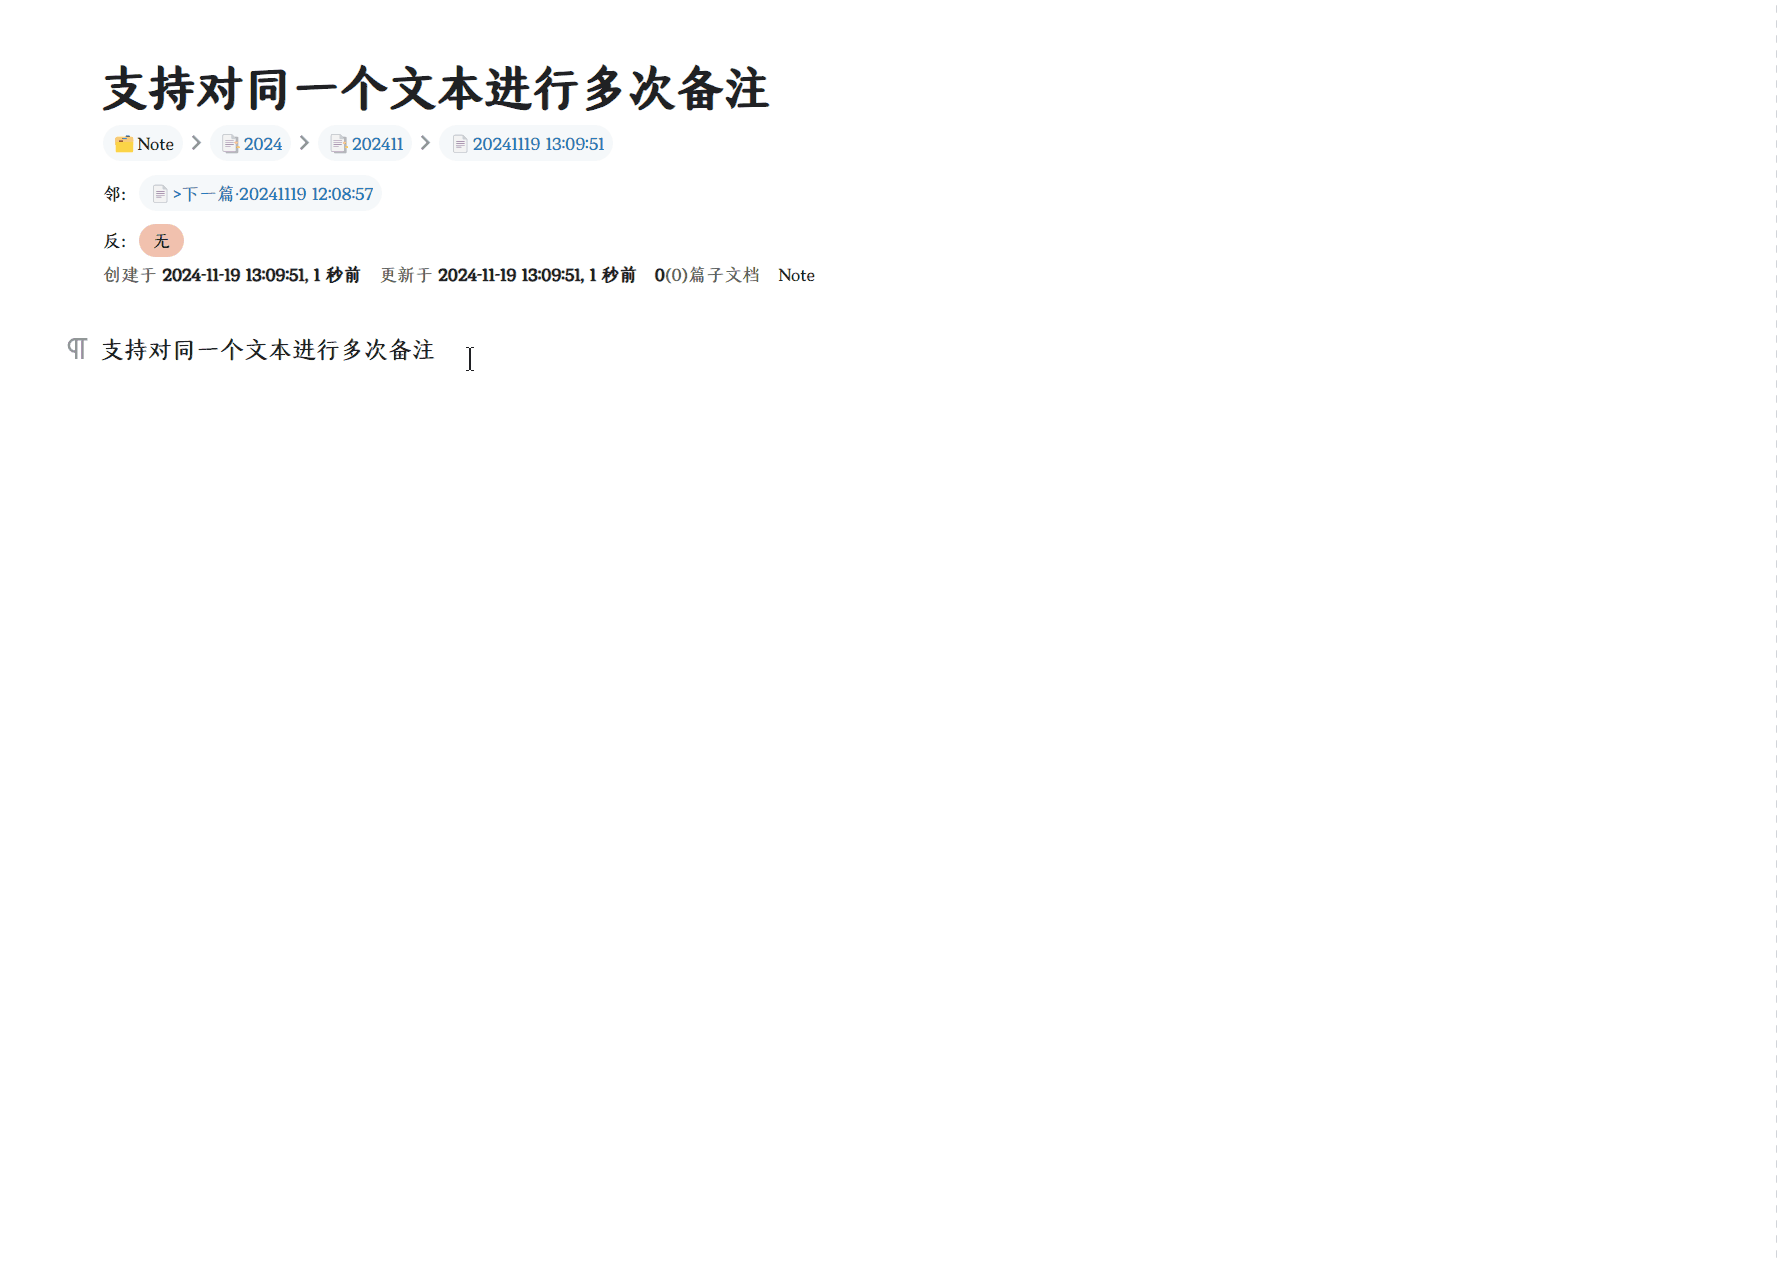 支持对同一个文本进行多次备注
Note > 2024 > 202411 > 20241119 13:09:51
邻: >下一篇·20241119 12:08:57
反: 无
创建于 2024-11-19 13:09:51, 1 秒前 更新于 2024-11-19 13:09:51, 1 秒前 0(0)篇子文档 Note
¶ 支持对同一个文本进行多次备注